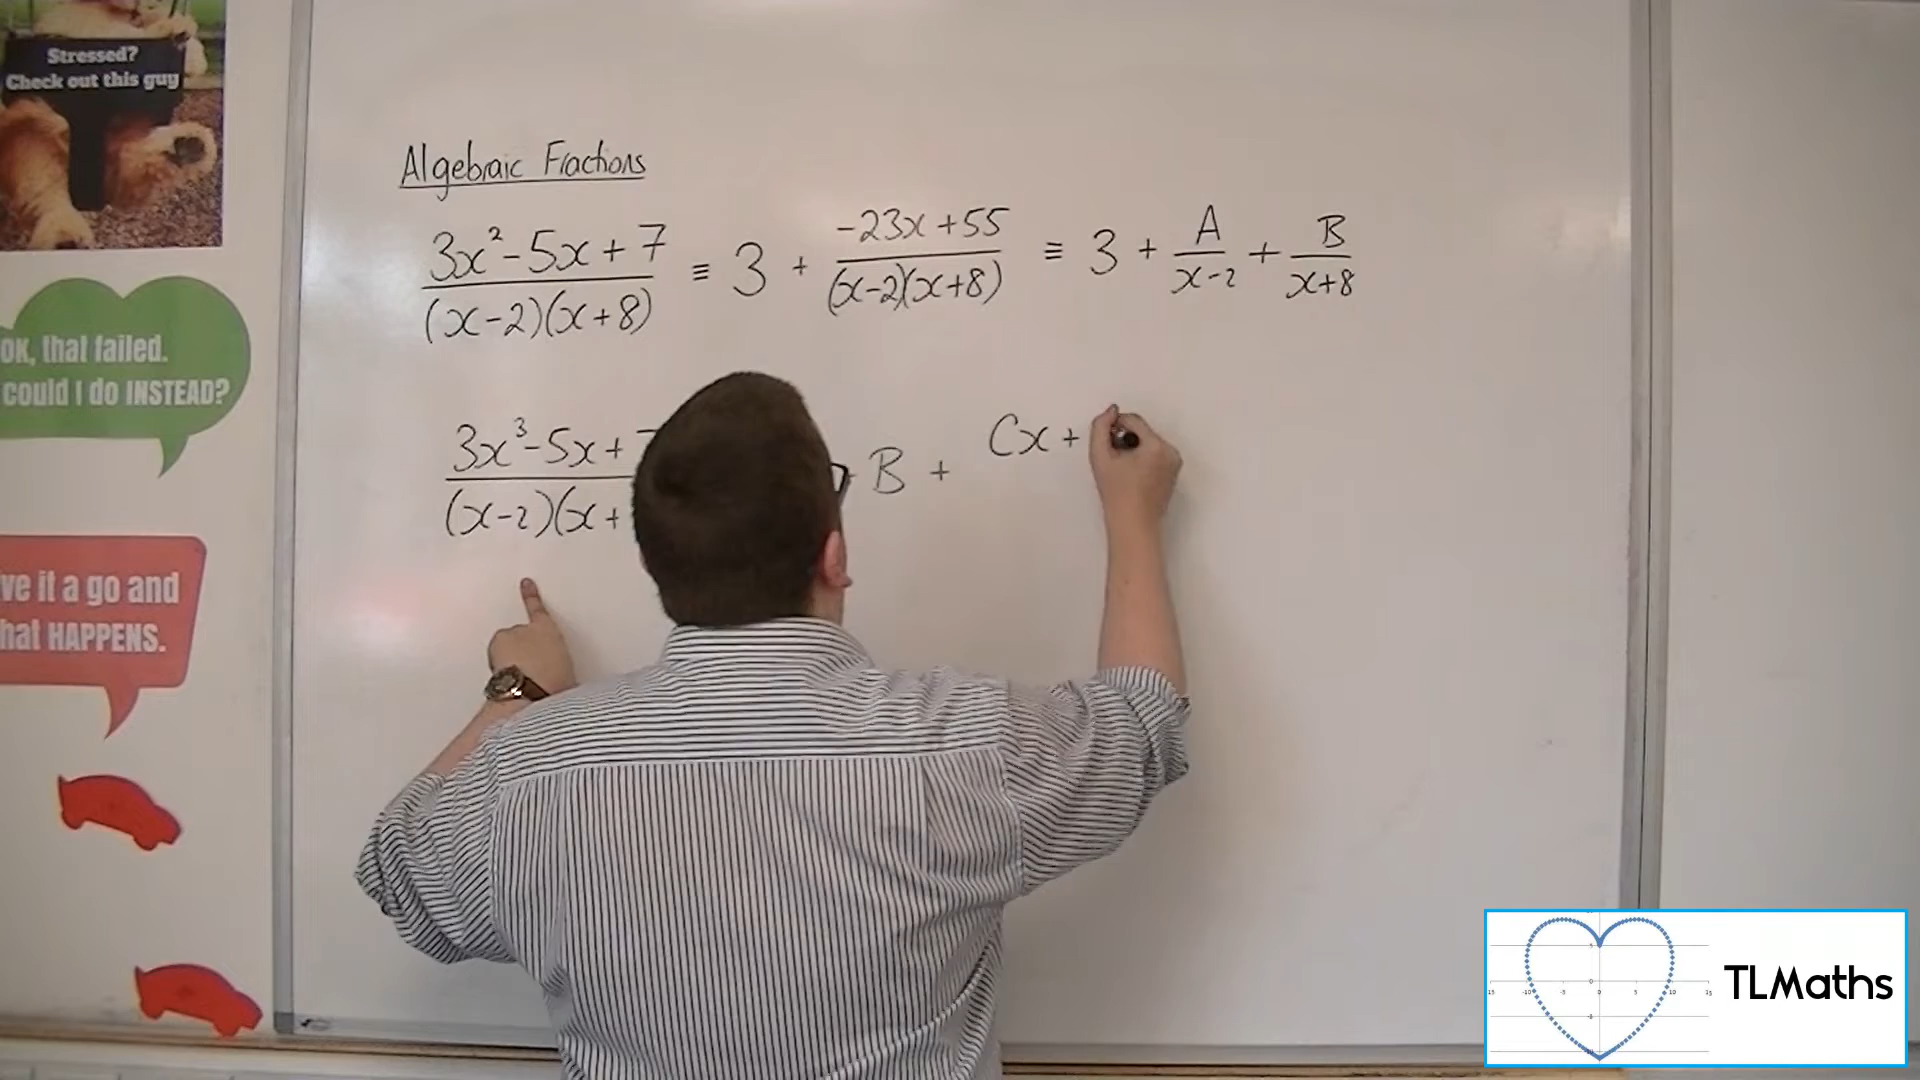 Stressed?
Check out this guy
Algebraic Fractions
3x² - 5x + 7 / (x-2)(x+8) ≡ 3 + -23x + 55 / (x-2)(x+8) ≡ 3 + A / x-2 + B / x+8
OK, that failed.
could I do INSTEAD?
3x³ - 5x + 7 / (x-2)(x+ B + Cx +
ve it a go and
hat HAPPENS.
TLMaths